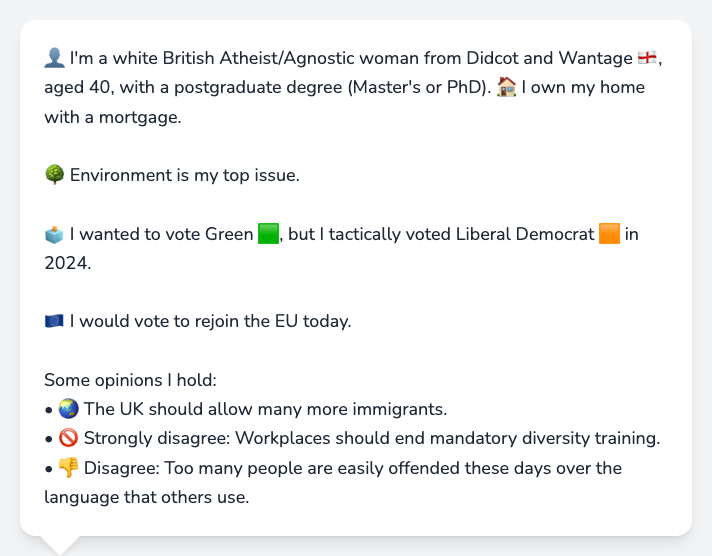 👤 I'm a white British Atheist/Agnostic woman from Didcot and Wantage 🏴󠁧󠁢󠁥󠁮󠁧󠁿,
aged 40, with a postgraduate degree (Master's or PhD). 🏠 I own my home
with a mortgage.
🌳 Environment is my top issue.
🗳️ I wanted to vote Green 🟩, but I tactically voted Liberal Democrat 🟧 in
2024.
🇪🇺 I would vote to rejoin the EU today.
Some opinions I hold:
• 🌏 The UK should allow many more immigrants.
• 🚫 Strongly disagree: Workplaces should end mandatory diversity training.
• 👎 Disagree: Too many people are easily offended these days over the
language that others use.